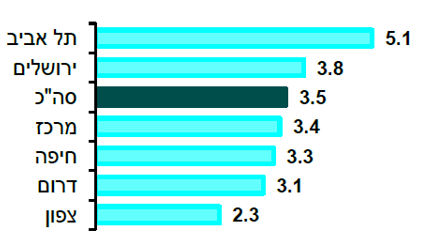 תל אביב 5.1
ירושלים 3.8
סה"כ 3.5
מרכז 3.4
חיפה 3.3
דרום 3.1
צפון 2.3